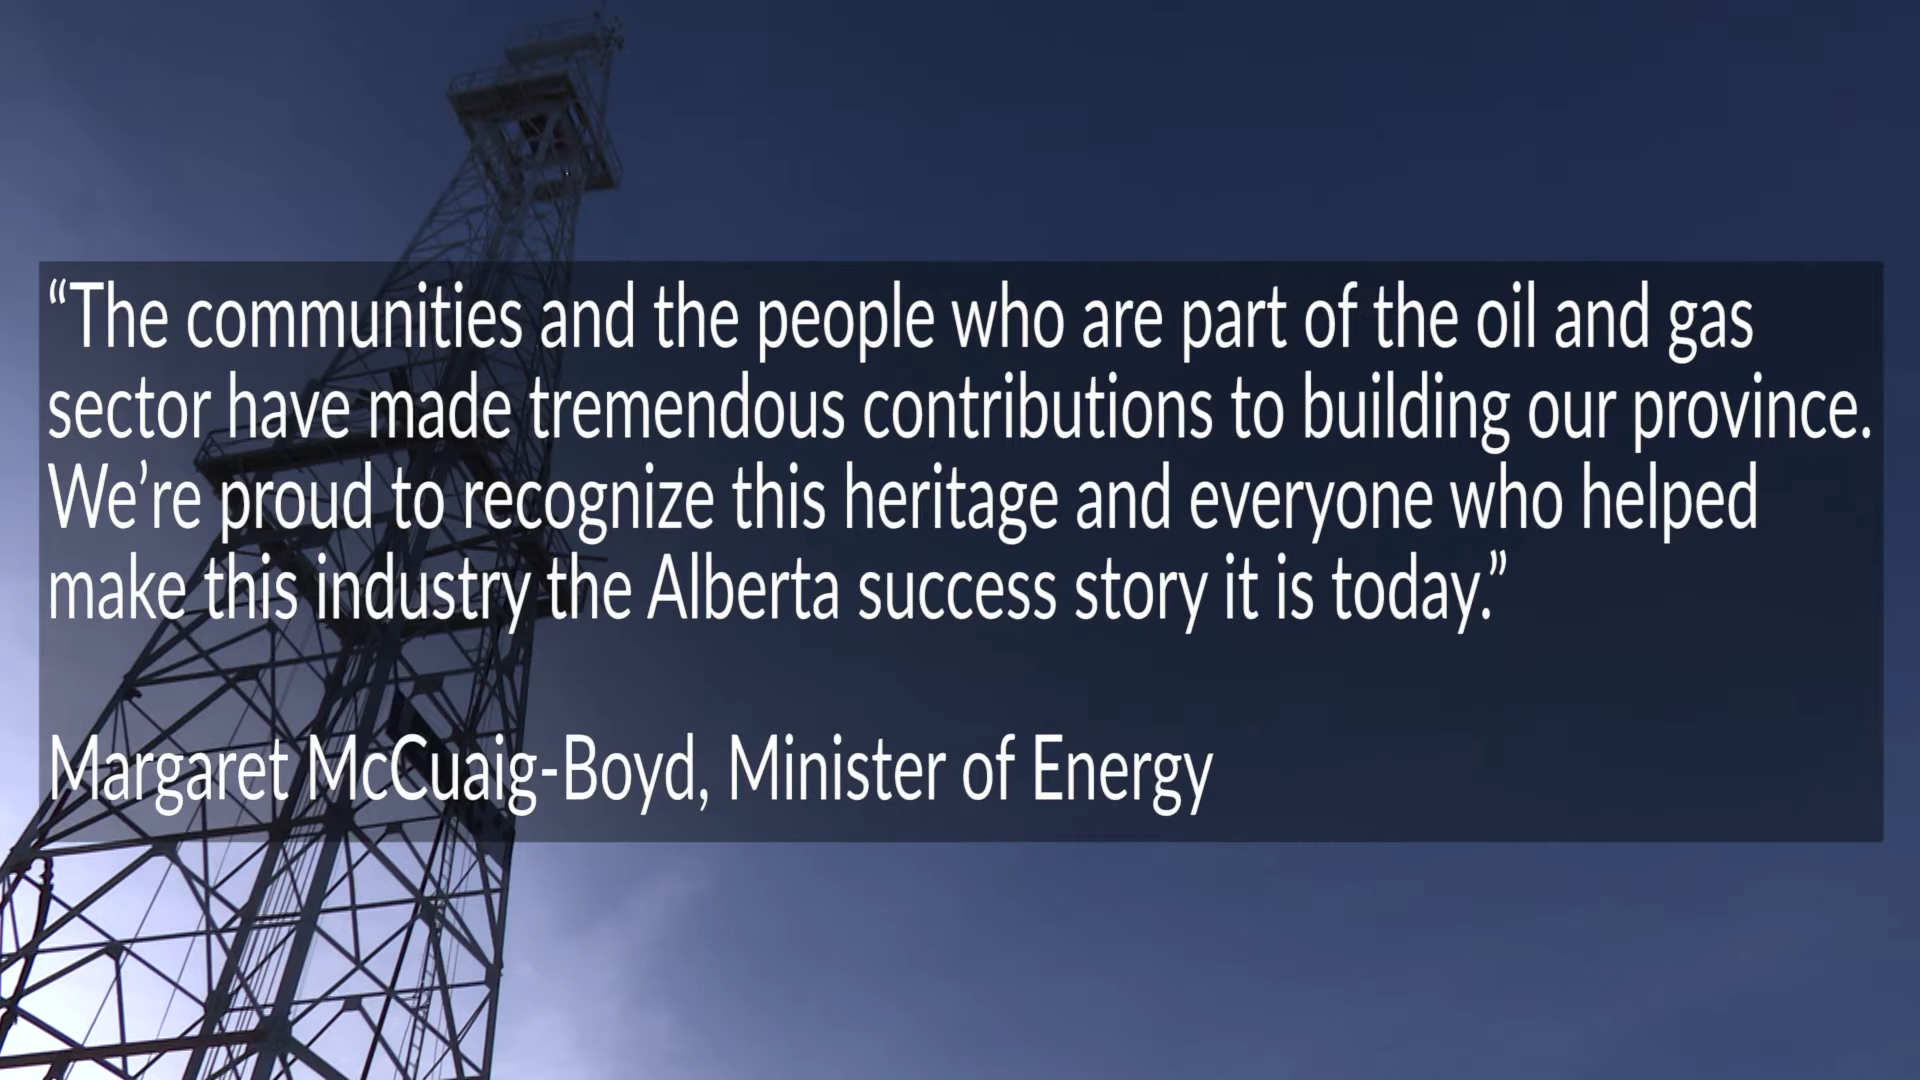 “The communities and the people who are part of the oil and gas
sector have made tremendous contributions to building our province.
We’re proud to recognize this heritage and everyone who helped
make this industry the Alberta success story it is today.”
Margaret McCuaig-Boyd, Minister of Energy